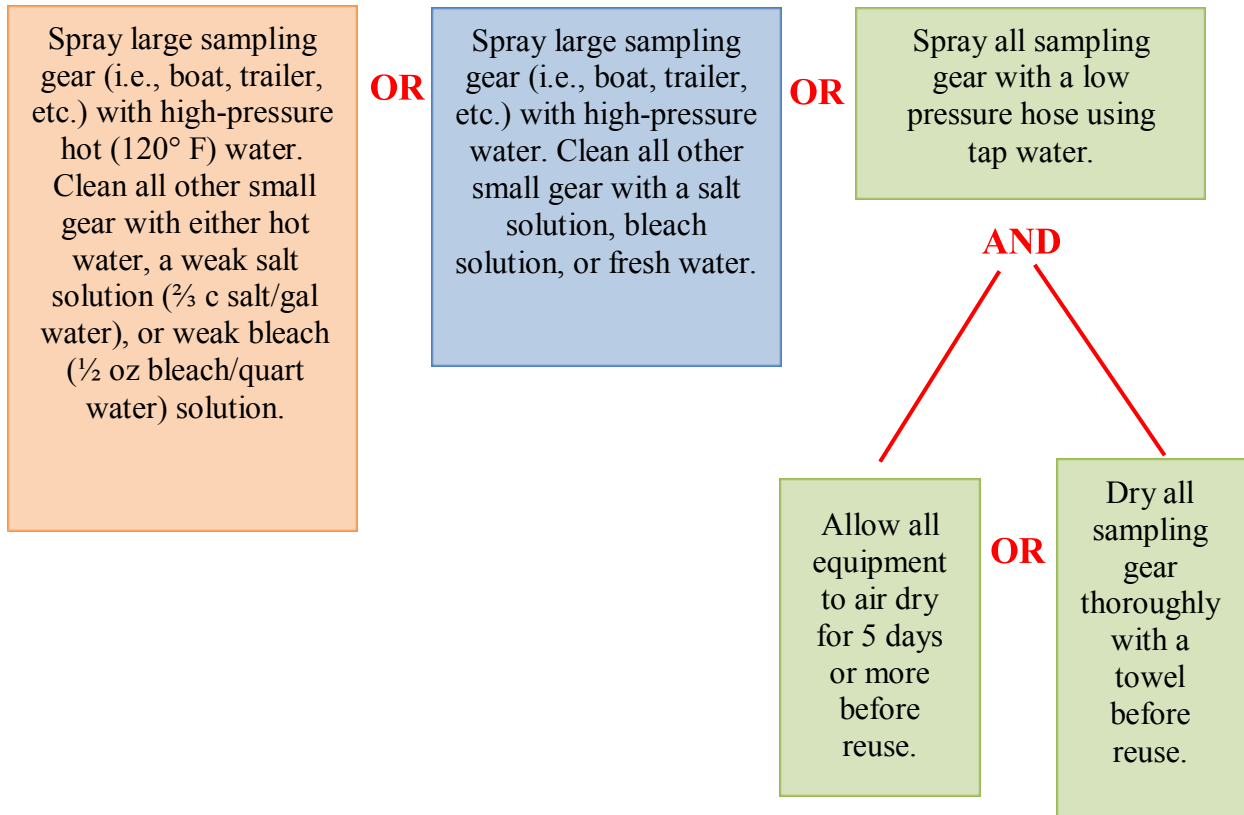 Spray large sampling
gear (i.e., boat, trailer,
etc.) with high-pressure
hot (120° F) water.
Clean all other small
gear with either hot
water, a weak salt
solution (⅔ c salt/gal
water), or weak bleach
(½ oz bleach/quart
water) solution.
OR
Spray large sampling
gear (i.e., boat, trailer,
etc.) with high-pressure
water. Clean all other
small gear with a salt
solution, bleach
solution, or fresh water.
OR
Spray all sampling
gear with a low
pressure hose using
tap water.
AND
Allow all
equipment
to air dry
for 5 days
or more
before
reuse.
OR
Dry all
sampling
gear
thoroughly
with a
towel
before
reuse.